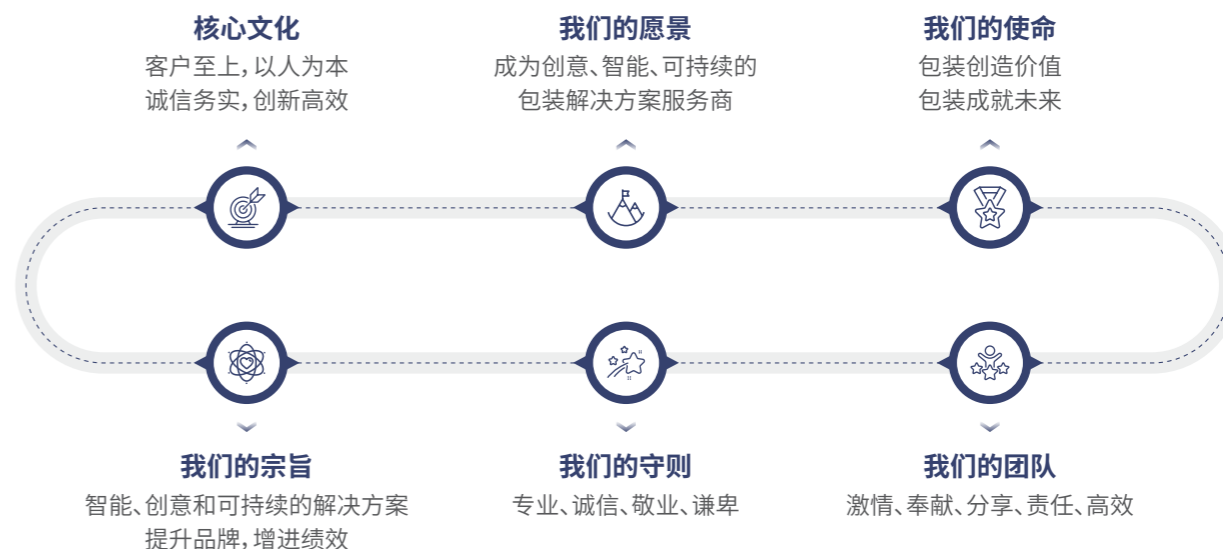 核心文化
客户至上，以人为本
诚信务实，创新高效
我们的愿景
成为创意、智能、可持续的
包装解决方案服务商
我们的使命
包装创造价值
包装成就未来
我们的宗旨
智能、创意和可持续的解决方案
提升品牌，增进绩效
我们的守则
专业、诚信、敬业、谦卑
我们的团队
激情、奉献、分享、责任、高效